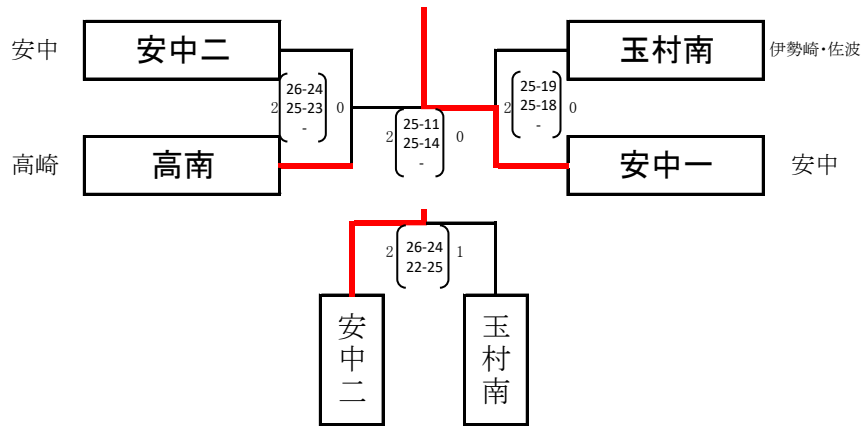 安中 安中二 玉村南 伊勢崎・佐波
2 26-24 25-23 - 0
2 25-19 25-18 - 0
2 25-11 25-14 - 0
高崎 高南 安中一 安中
2 26-24 22-25 1
安中二
玉村南